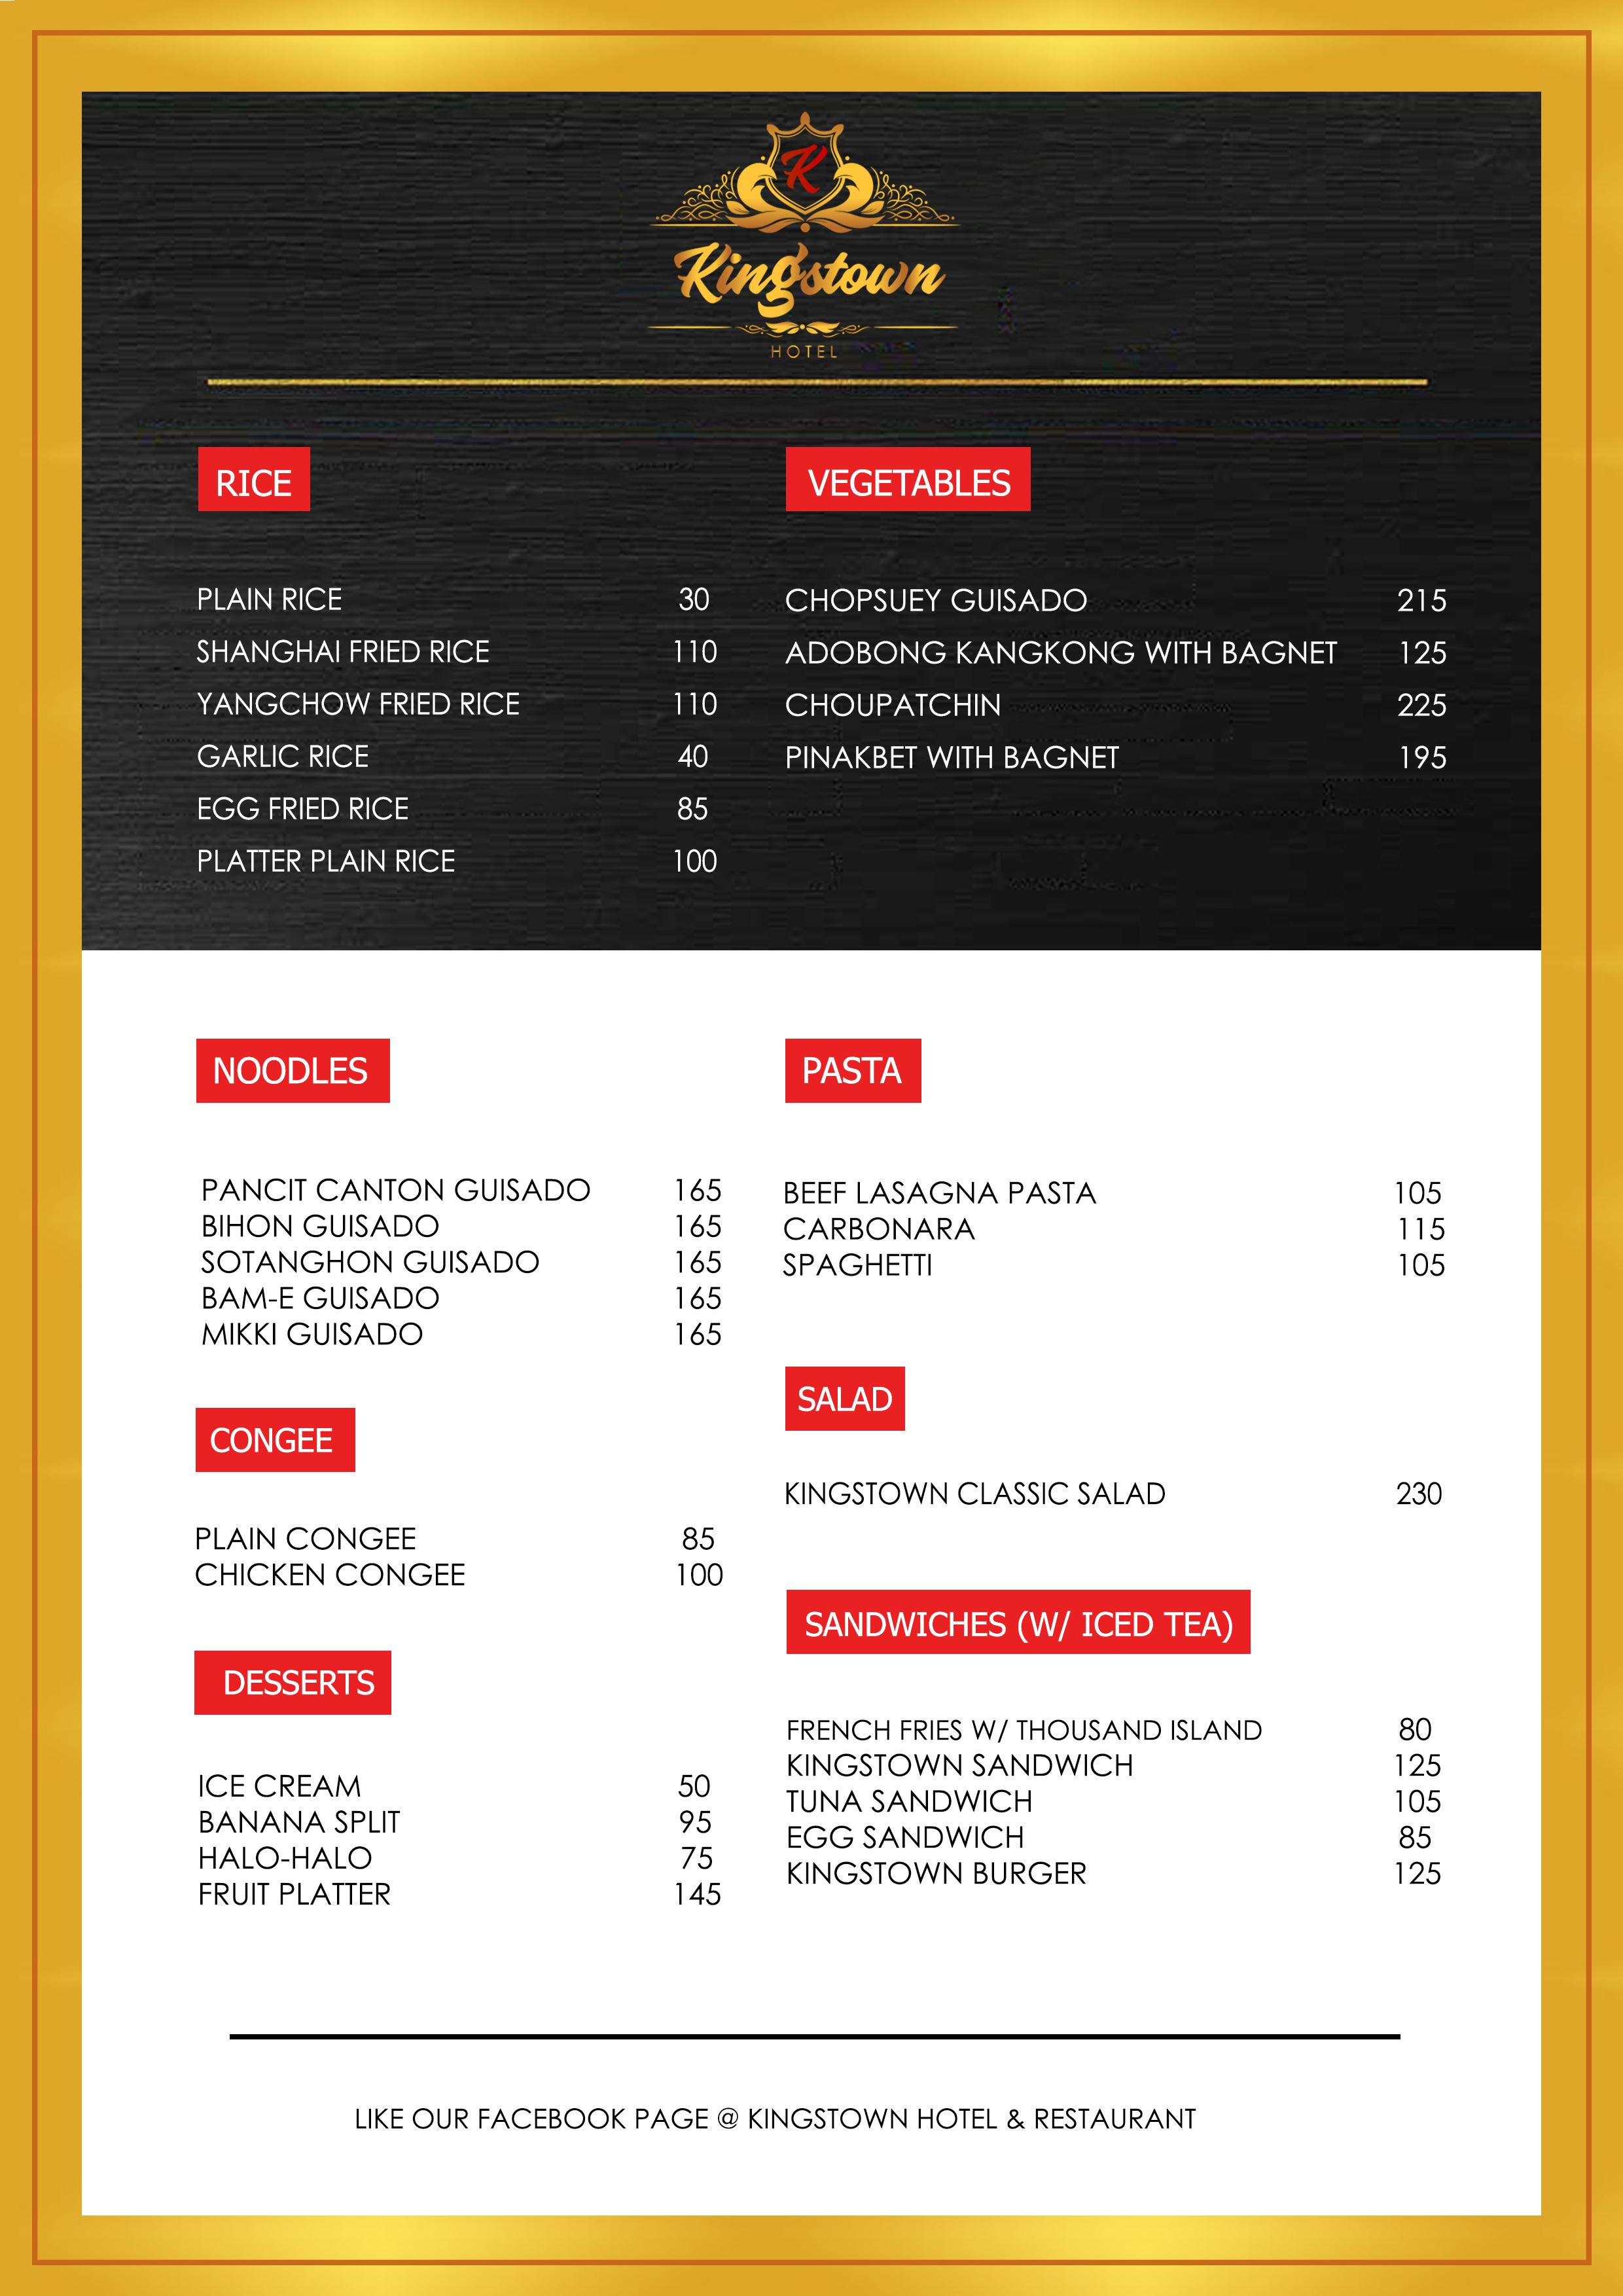 K
Kingstown
HOTEL
RICE
PLAIN RICE 30
SHANGHAI FRIED RICE 110
YANGCHOW FRIED RICE 110
GARLIC RICE 40
EGG FRIED RICE 85
PLATTER PLAIN RICE 100
VEGETABLES
CHOPSUEY GUISADO 215
ADOBONG KANGKONG WITH BAGNET 125
CHOUPATCHIN 225
PINAKBET WITH BAGNET 195
NOODLES
PANCIT CANTON GUISADO 165
BIHON GUISADO 165
SOTANGHON GUISADO 165
BAM-E GUISADO 165
MIKKI GUISADO 165
CONGEE
PLAIN CONGEE 85
CHICKEN CONGEE 100
DESSERTS
ICE CREAM 50
BANANA SPLIT 95
HALO-HALO 75
FRUIT PLATTER 145
PASTA
BEEF LASAGNA PASTA 105
CARBONARA 115
SPAGHETTI 105
SALAD
KINGSTOWN CLASSIC SALAD 230
SANDWICHES (W/ ICED TEA)
FRENCH FRIES W/ THOUSAND ISLAND 80
KINGSTOWN SANDWICH 125
TUNA SANDWICH 105
EGG SANDWICH 85
KINGSTOWN BURGER 125
LIKE OUR FACEBOOK PAGE @ KINGSTOWN HOTEL & RESTAURANT